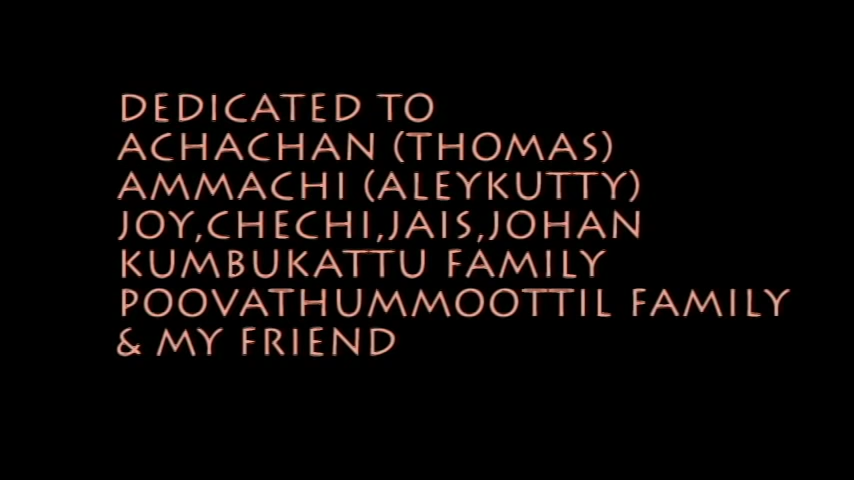 DEDICATED TO
ACHACHAN (THOMAS)
AMMACHI (ALEYKUTTY)
JOY,CHECHI,JAIS,JOHAN
KUMBUKATTU FAMILY
POOVATHUMMOOTTIL FAMILY
& MY FRIEND